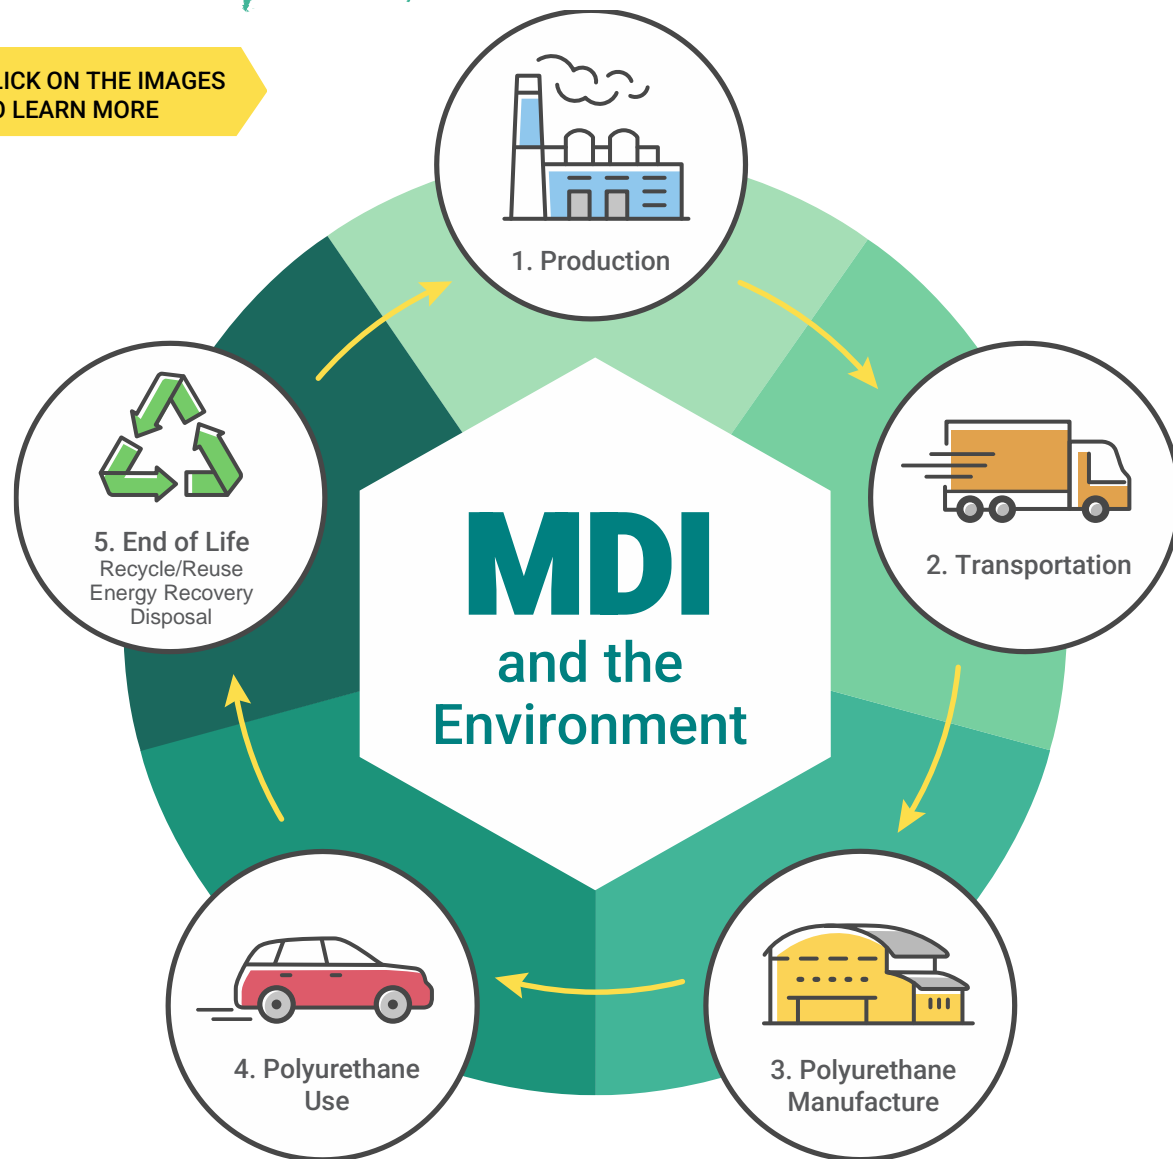 LICK ON THE IMAGES
O LEARN MORE
1. Production
2. Transportation
3. Polyurethane
Manufacture
4. Polyurethane
Use
5. End of Life
Recycle/Reuse
Energy Recovery
Disposal
MDI
and the
Environment